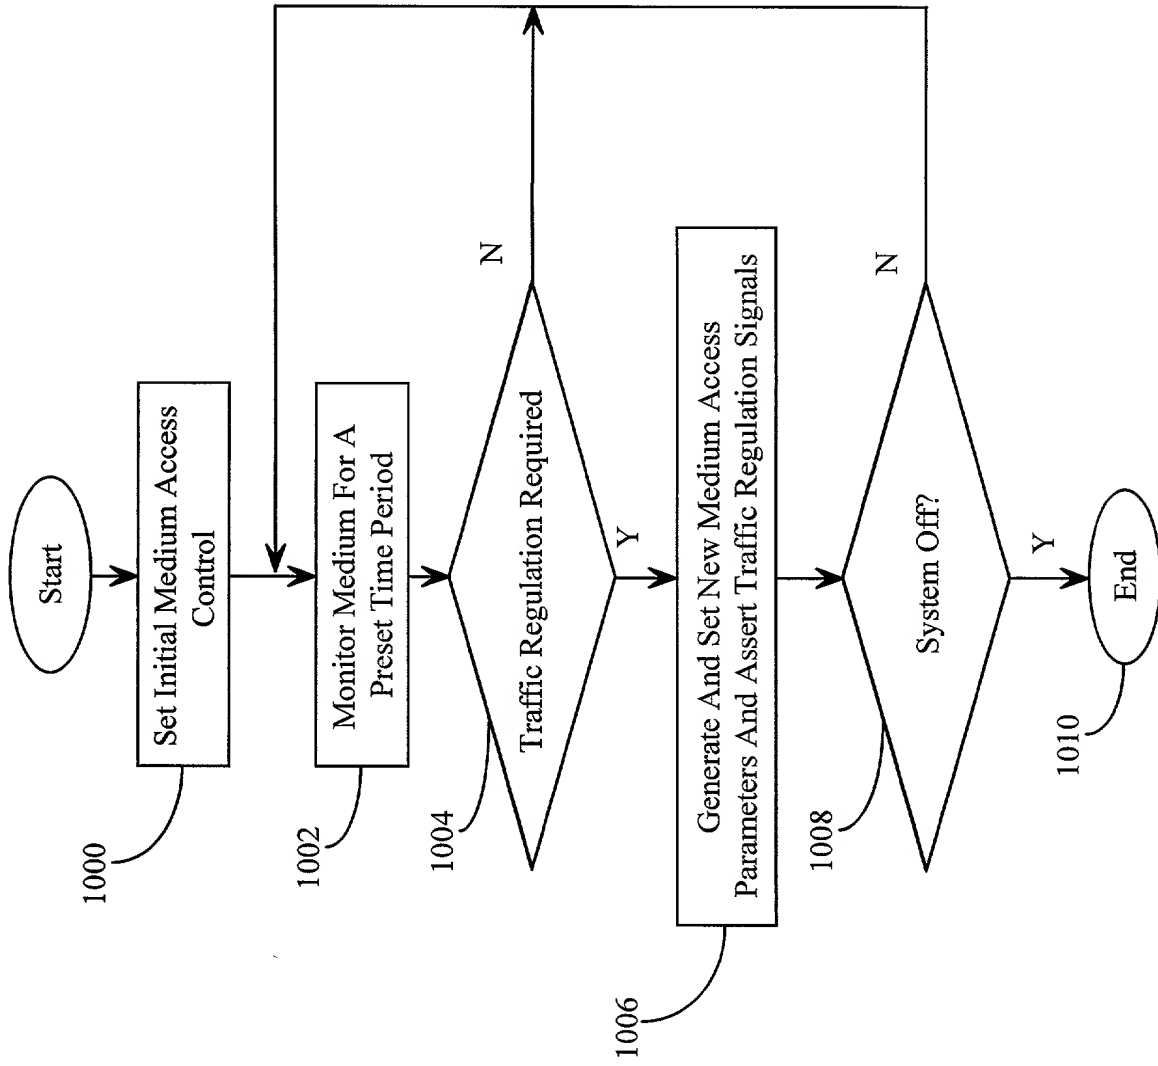 Start
Set Initial Medium Access
Control
1000
Monitor Medium For A
Preset Time Period
1002
Traffic Regulation Required
1004
N
Y
Generate And Set New Medium Access
Parameters And Assert Traffic Regulation Signals
1006
System Off?
1008
N
Y
End
1010